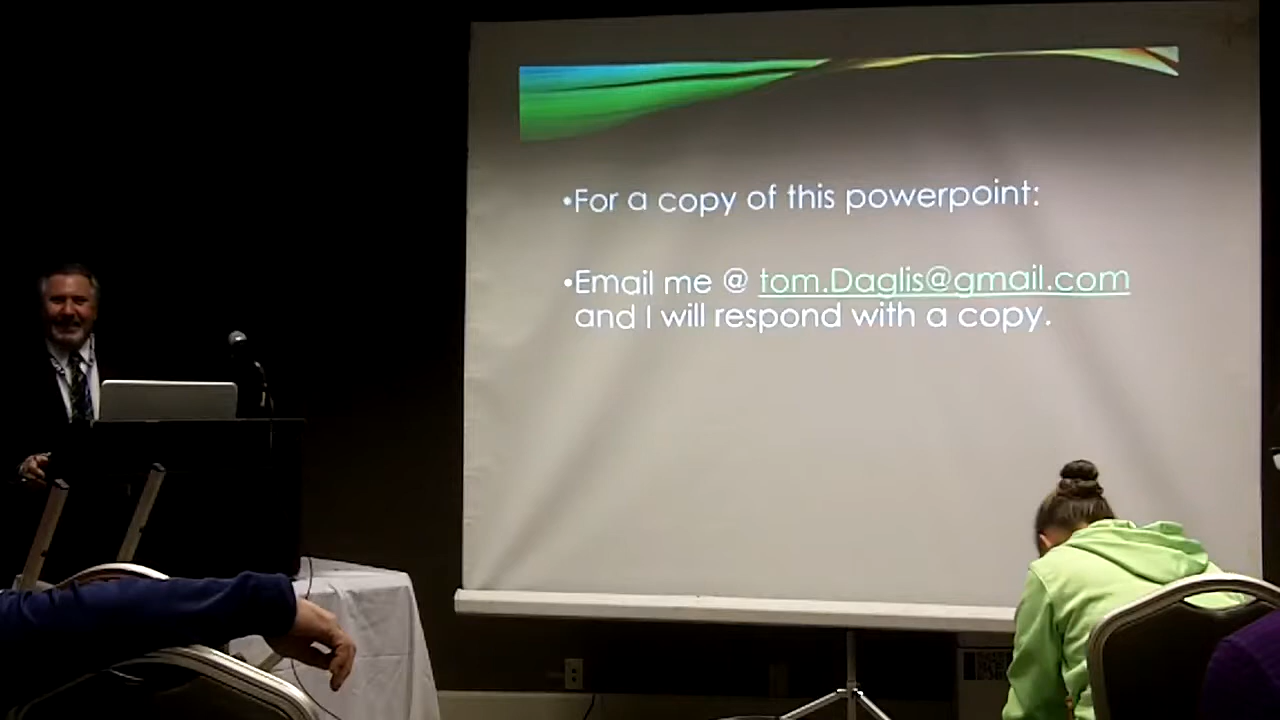 •For a copy of this powerpoint:
•Email me @ tom.Daglis@gmail.com
and I will respond with a copy.